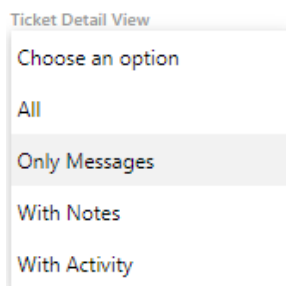 Ticket Detail View
Choose an option
All
Only Messages
With Notes
With Activity